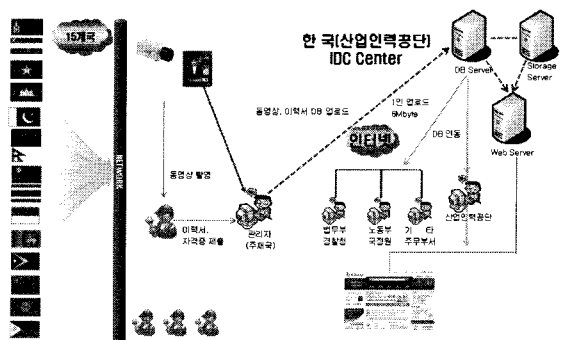 15개국
한 국(산업인력공단)
IDC Center
DB Server
Storage
Server
동영상, 이력서 DB 업로드
1인 업로드
6Mbyte
인터넷
DB 연동
Web Server
NETWORK
동영상 촬영
이력서,
자격증 제출
관리자
(주재국)
법무부
경찰청
노동부
국정원
기 타
주무부서
산업인력공단